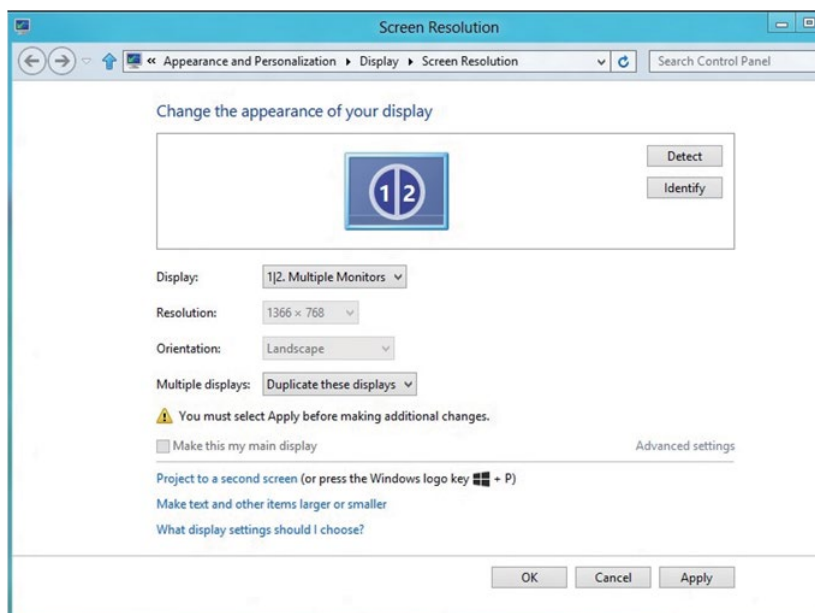 Screen Resolution
« Appearance and Personalization Display Screen Resolution
Search Control Panel
Change the appearance of your display
1|2
Detect
Identify
Display: 1|2. Multiple Monitors
Resolution: 1366 × 768
Orientation: Landscape
Multiple displays: Duplicate these displays
You must select Apply before making additional changes.
Make this my main display
Advanced settings
Project to a second screen (or press the Windows logo key + P)
Make text and other items larger or smaller
What display settings should I choose?
OK Cancel Apply